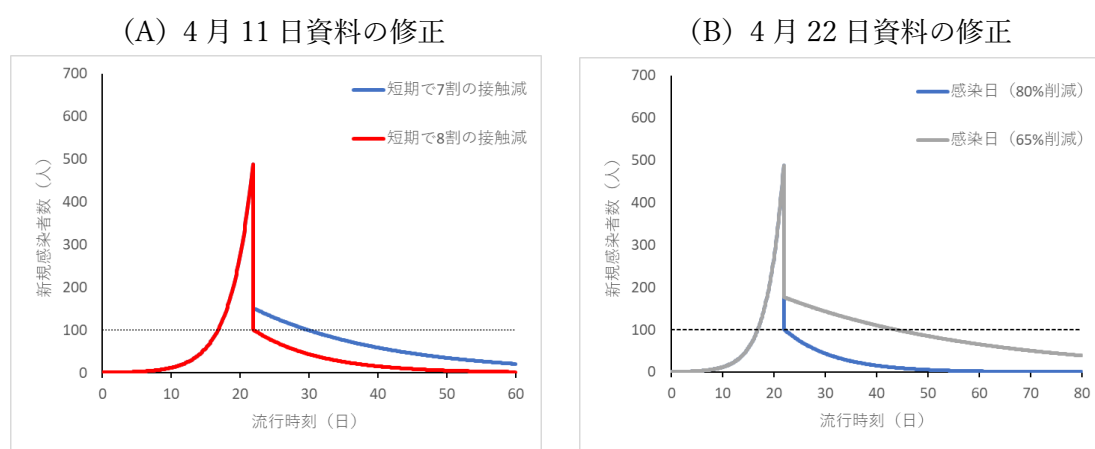 (A) 4 月 11 日資料の修正
700
600
500
400
300
200
100
0
新規感染者数(人)
短期で7割の接触減
短期で8割の接触減
0 10 20 30 40 50 60
流行時刻(日)
(B) 4 月 22 日資料の修正
700
600
500
400
300
200
100
0
新規感染者数(人)
感染日(80%削減)
感染日(65%削減)
0 10 20 30 40 50 60 70 80
流行時刻(日)